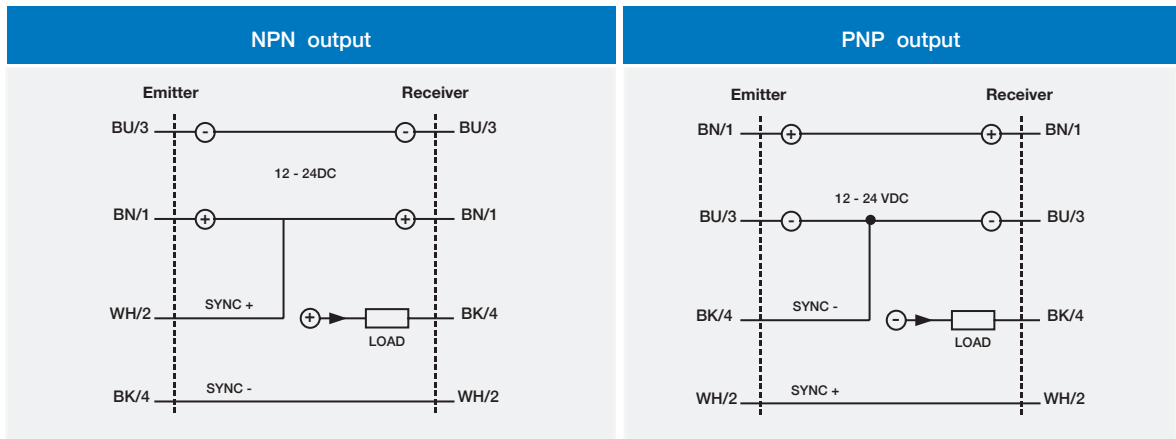 NPN output
Emitter Receiver
BU/3 - - BU/3
12 - 24DC
BN/1 + + BN/1
WH/2 SYNC + + BK/4
LOAD
BK/4 SYNC - WH/2
PNP output
Emitter Receiver
BN/1 + + BN/1
12 - 24 VDC
BU/3 - - BU/3
BK/4 SYNC - - BK/4
LOAD
WH/2 SYNC + WH/2